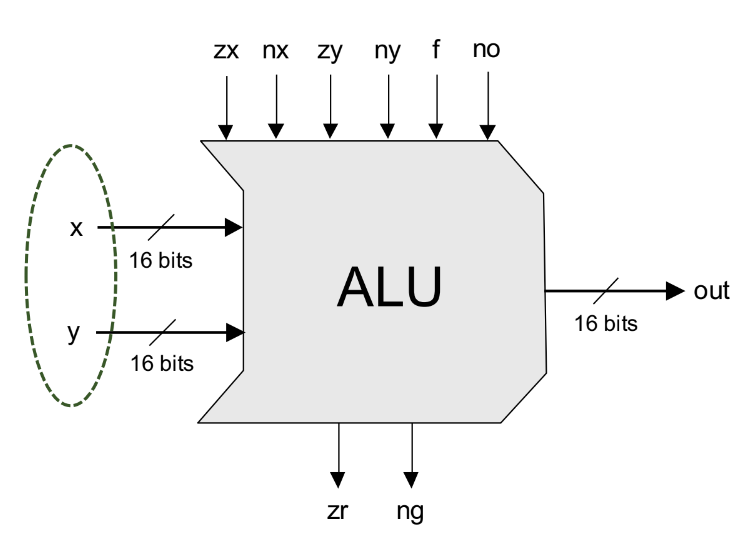 zx nx zy ny f no
x
16 bits
y
16 bits
ALU
out
16 bits
zr ng